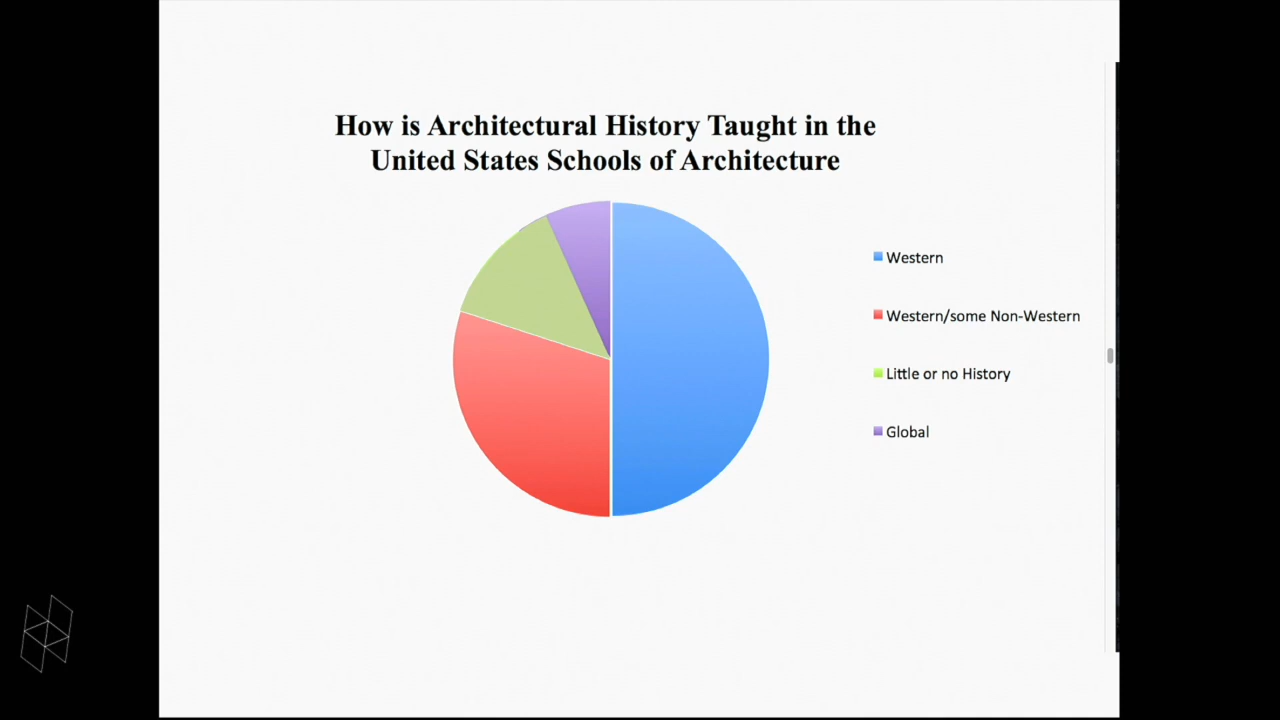 How is Architectural History Taught in the
United States Schools of Architecture
Western
Western/some Non-Western
Little or no History
Global